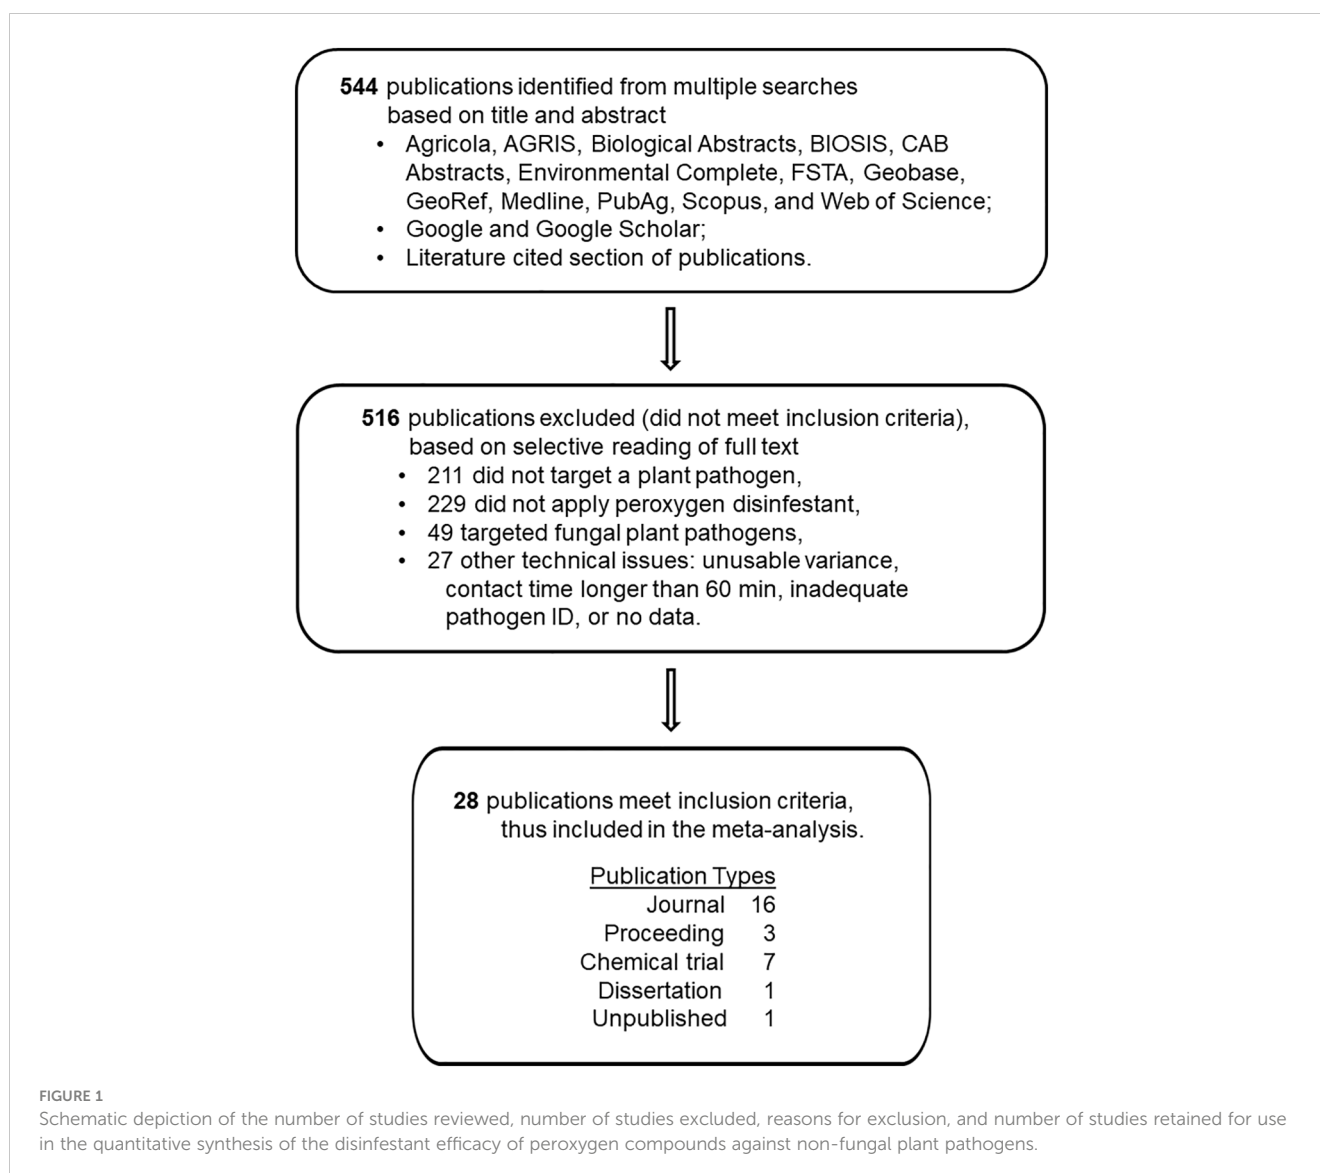 544 publications identified from multiple searches
based on title and abstract
• Agricola, AGRIS, Biological Abstracts, BIOSIS, CAB
Abstracts, Environmental Complete, FSTA, Geobase,
GeoRef, Medline, PubAg, Scopus, and Web of Science;
• Google and Google Scholar;
• Literature cited section of publications.
516 publications excluded (did not meet inclusion criteria),
based on selective reading of full text
• 211 did not target a plant pathogen,
• 229 did not apply peroxygen disinfestant,
• 49 targeted fungal plant pathogens,
• 27 other technical issues: unusable variance,
contact time longer than 60 min, inadequate
pathogen ID, or no data.
28 publications meet inclusion criteria,
thus included in the meta-analysis.
Publication Types
Journal 16
Proceeding 3
Chemical trial 7
Dissertation 1
Unpublished 1
FIGURE 1
Schematic depiction of the number of studies reviewed, number of studies excluded, reasons for exclusion, and number of studies retained for use
in the quantitative synthesis of the disinfestant efficacy of peroxygen compounds against non-fungal plant pathogens.